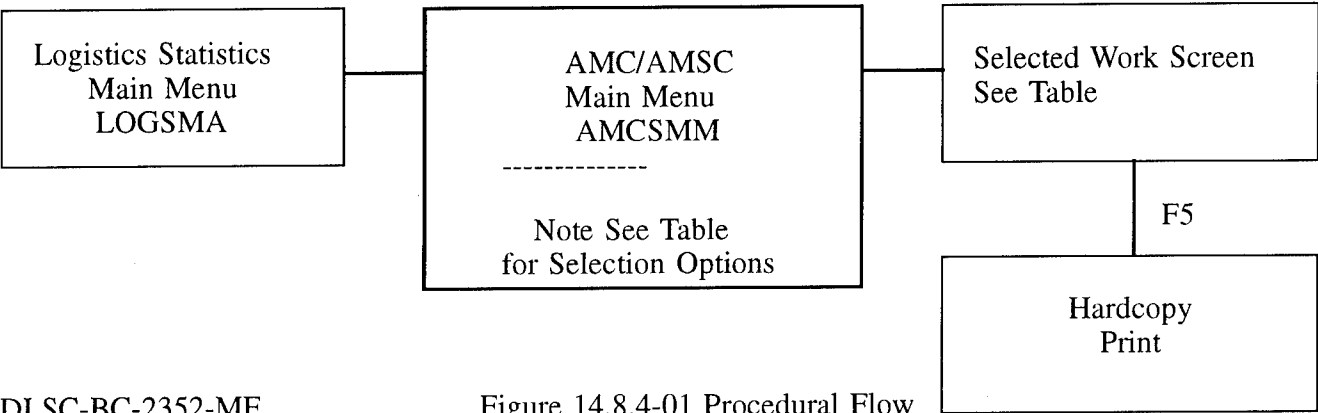 Logistics Statistics
Main Menu
LOGSMA
AMC/AMSC
Main Menu
AMCSMM
--------------
Note See Table
for Selection Options
Selected Work Screen
See Table
F5
Hardcopy
Print
DLSC-BC-2352-MF
Figure 14.8.4-01 Procedural Flow